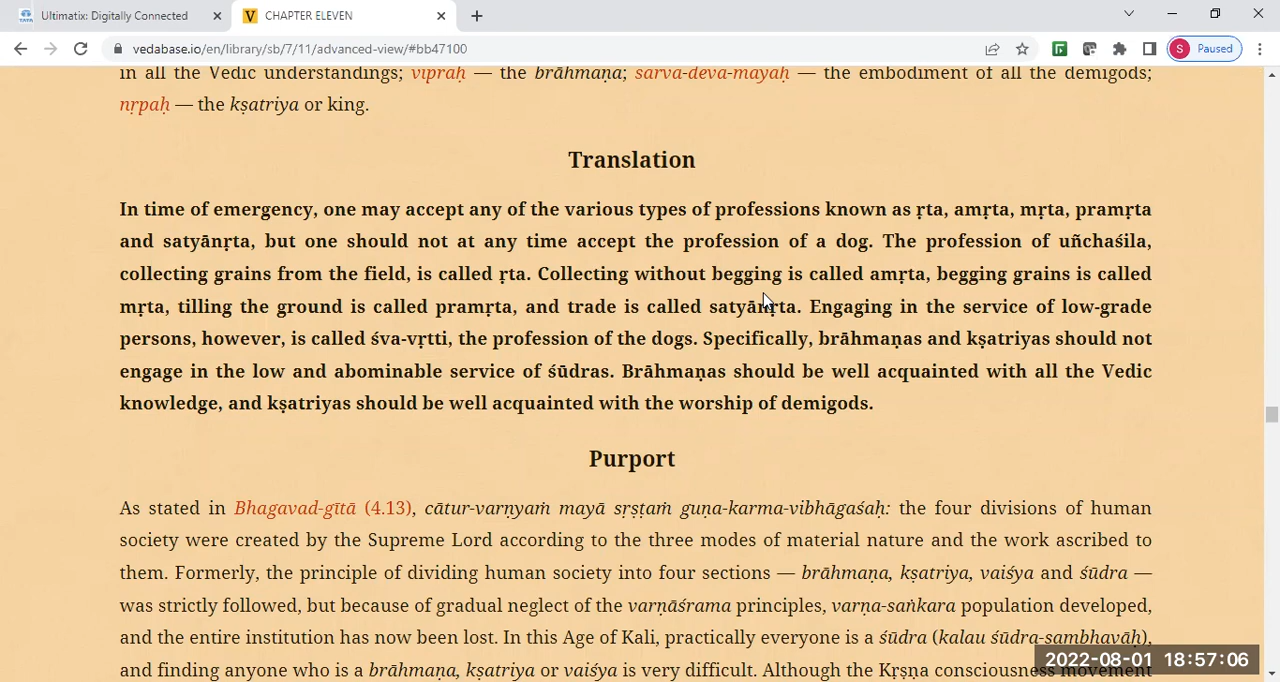 Ultimatix: Digitally Connected
CHAPTER ELEVEN
vedabase.io/en/library/sb/7/11/advanced-view/#bb47100
S Paused
in all the Vedic understandings; vipraḥ — the brāhmaṇa; sarva-deva-mayaḥ — the embodiment of all the demigods;
nṛpaḥ — the kṣatriya or king.
Translation
In time of emergency, one may accept any of the various types of professions known as ṛta, amṛta, mṛta, pramṛta
and satyānṛta, but one should not at any time accept the profession of a dog. The profession of uñchaśila,
collecting grains from the field, is called ṛta. Collecting without begging is called amṛta, begging grains is called
mṛta, tilling the ground is called pramṛta, and trade is called satyānṛta. Engaging in the service of low-grade
persons, however, is called śva-vṛtti, the profession of the dogs. Specifically, brāhmaṇas and kṣatriyas should not
engage in the low and abominable service of śūdras. Brāhmaṇas should be well acquainted with all the Vedic
knowledge, and kṣatriyas should be well acquainted with the worship of demigods.
Purport
As stated in Bhagavad-gītā (4.13), cātur-varṇyaṁ mayā sṛṣṭaṁ guṇa-karma-vibhāgaśaḥ: the four divisions of human
society were created by the Supreme Lord according to the three modes of material nature and the work ascribed to
them. Formerly, the principle of dividing human society into four sections — brāhmaṇa, kṣatriya, vaiśya and śūdra —
was strictly followed, but because of gradual neglect of the varṇāśrama principles, varṇa-saṅkara population developed,
and the entire institution has now been lost. In this Age of Kali, practically everyone is a śūdra (kalau śūdra-sambhavāḥ),
and finding anyone who is a brāhmaṇa, kṣatriya or vaiśya is very difficult. Although the Kṛṣṇa consciousness movement
2022-08-01 18:57:06